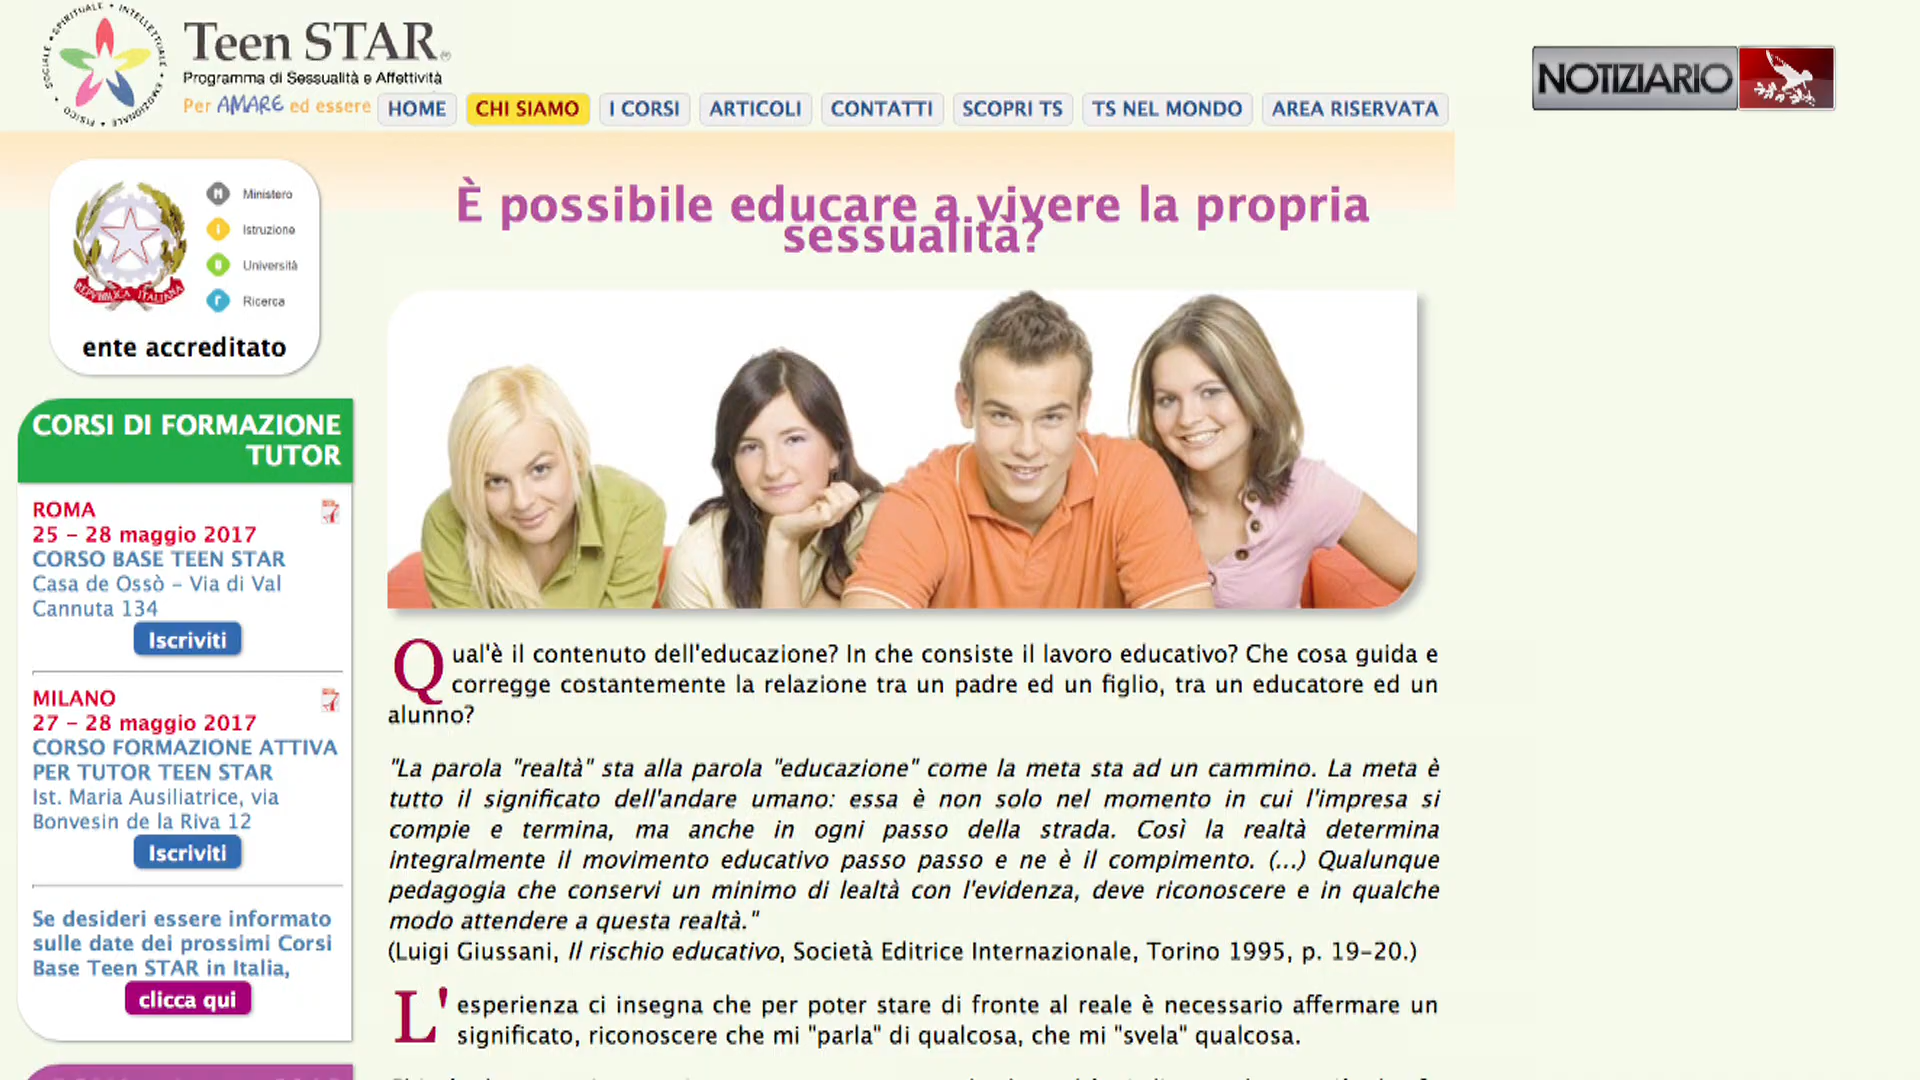 SOCIALE • SPIRITUALE • INTELLETTUALE • EMOZIONALE • FISICO
Teen STAR®
Programma di Sessualità e Affettività
Per AMARE ed essere
HOME CHI SIAMO I CORSI ARTICOLI CONTATTI SCOPRI TS TS NEL MONDO AREA RISERVATA
NOTIZIARIO
M Ministero
i Istruzione
U Università
r Ricerca
REPVBBLICA ITALIANA
ente accreditato
CORSI DI FORMAZIONE
TUTOR
ROMA
25 - 28 maggio 2017
CORSO BASE TEEN STAR
Casa de Ossò - Via di Val
Cannuta 134
Iscriviti
MILANO
27 - 28 maggio 2017
CORSO FORMAZIONE ATTIVA
PER TUTOR TEEN STAR
Ist. Maria Ausiliatrice, via
Bonvesin de la Riva 12
Iscriviti
Se desideri essere informato
sulle date dei prossimi Corsi
Base Teen STAR in Italia,
clicca qui
È possibile educare a vivere la propria
sessualità?
Qual'è il contenuto dell'educazione? In che consiste il lavoro educativo? Che cosa guida e
corregge costantemente la relazione tra un padre ed un figlio, tra un educatore ed un
alunno?
"La parola "realtà" sta alla parola "educazione" come la meta sta ad un cammino. La meta è
tutto il significato dell'andare umano: essa è non solo nel momento in cui l'impresa si
compie e termina, ma anche in ogni passo della strada. Così la realtà determina
integralmente il movimento educativo passo passo e ne è il compimento. (...) Qualunque
pedagogia che conservi un minimo di lealtà con l'evidenza, deve riconoscere e in qualche
modo attendere a questa realtà."
(Luigi Giussani, Il rischio educativo, Società Editrice Internazionale, Torino 1995, p. 19-20.)
L'esperienza ci insegna che per poter stare di fronte al reale è necessario affermare un
significato, riconoscere che mi "parla" di qualcosa, che mi "svela" qualcosa.